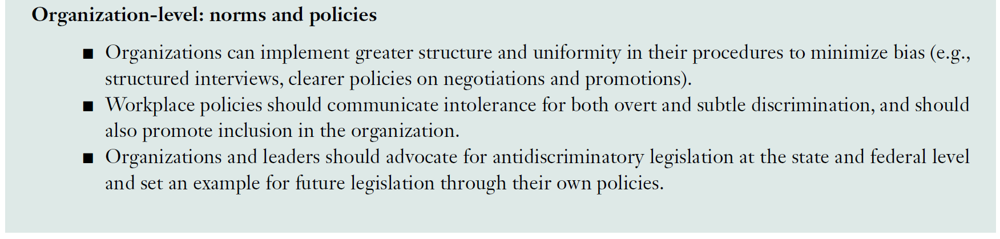 Organization-level: norms and policies
■ Organizations can implement greater structure and uniformity in their procedures to minimize bias (e.g.,
structured interviews, clearer policies on negotiations and promotions).
■ Workplace policies should communicate intolerance for both overt and subtle discrimination, and should
also promote inclusion in the organization.
■ Organizations and leaders should advocate for antidiscriminatory legislation at the state and federal level
and set an example for future legislation through their own policies.